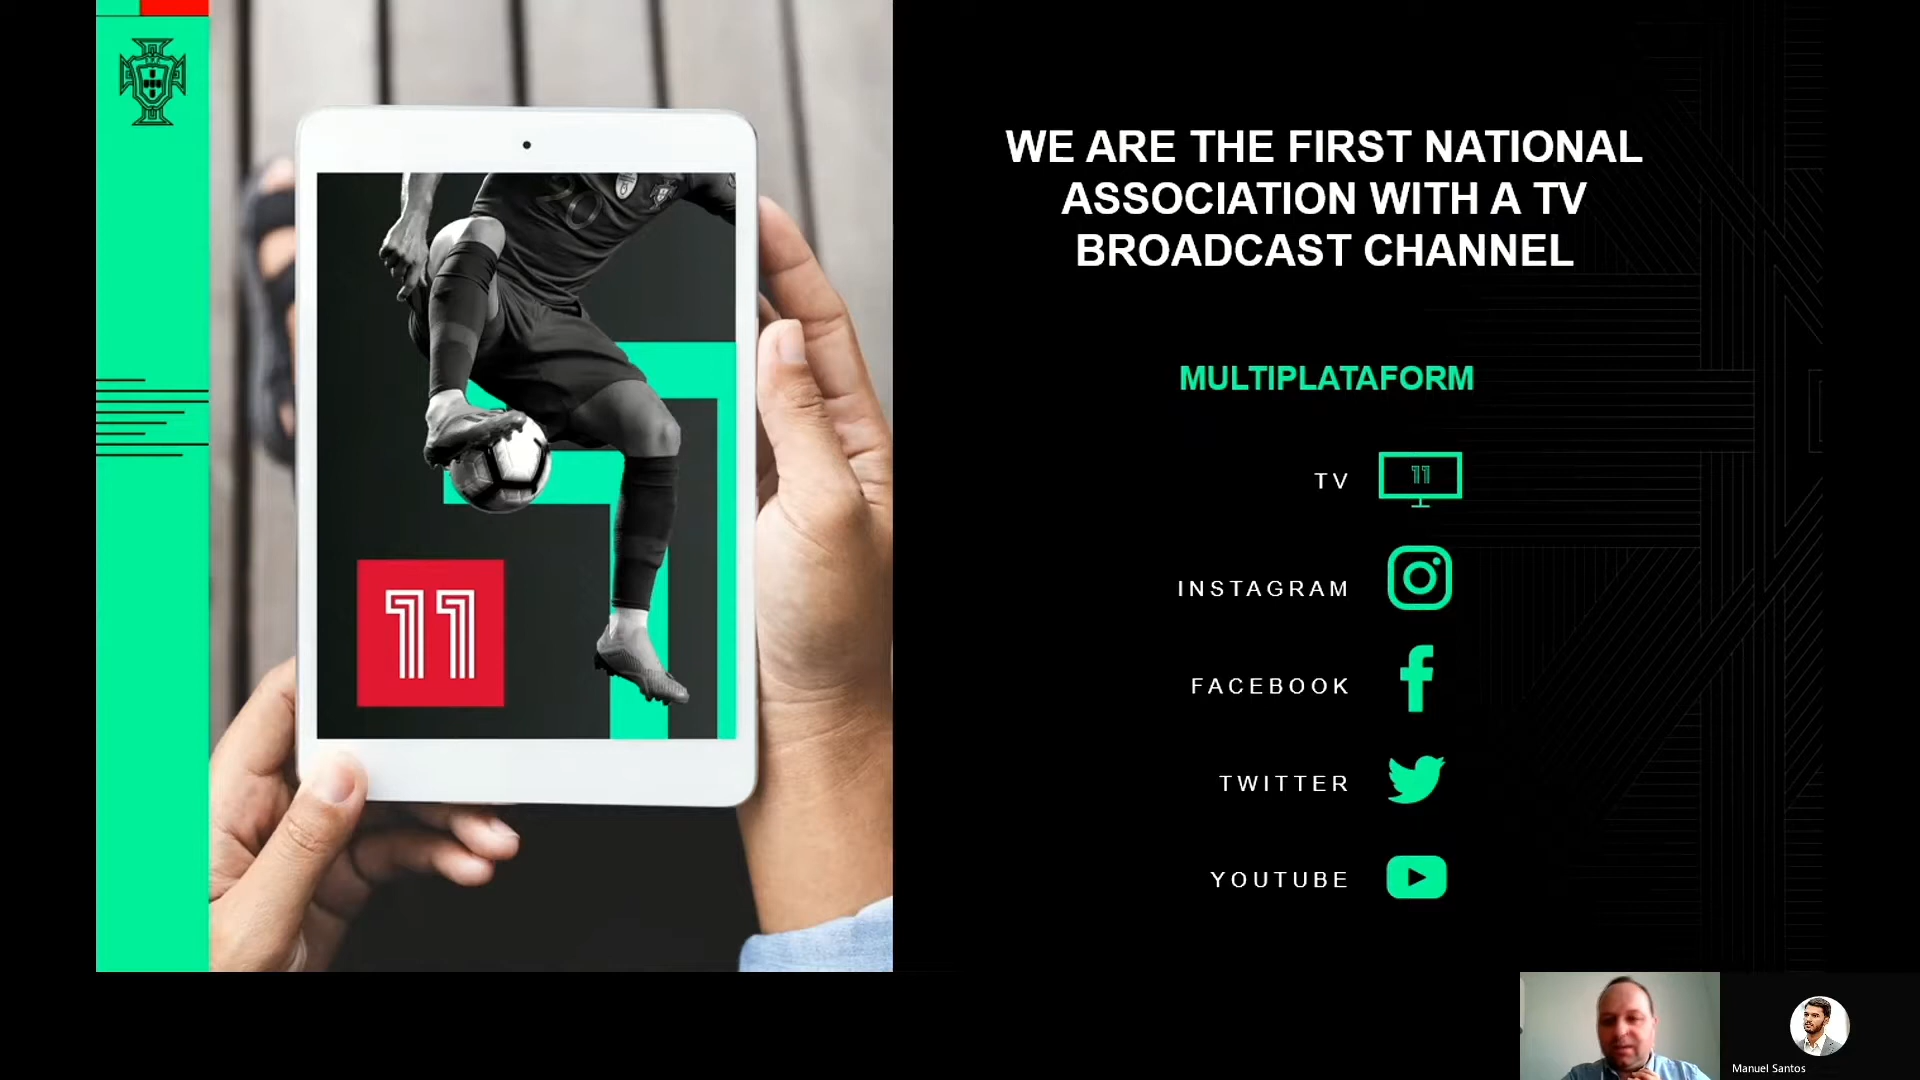 WE ARE THE FIRST NATIONAL
ASSOCIATION WITH A TV
BROADCAST CHANNEL
MULTIPLATAFORM
TV
11
INSTAGRAM
FACEBOOK
TWITTER
YOUTUBE
11
Manuel Santos